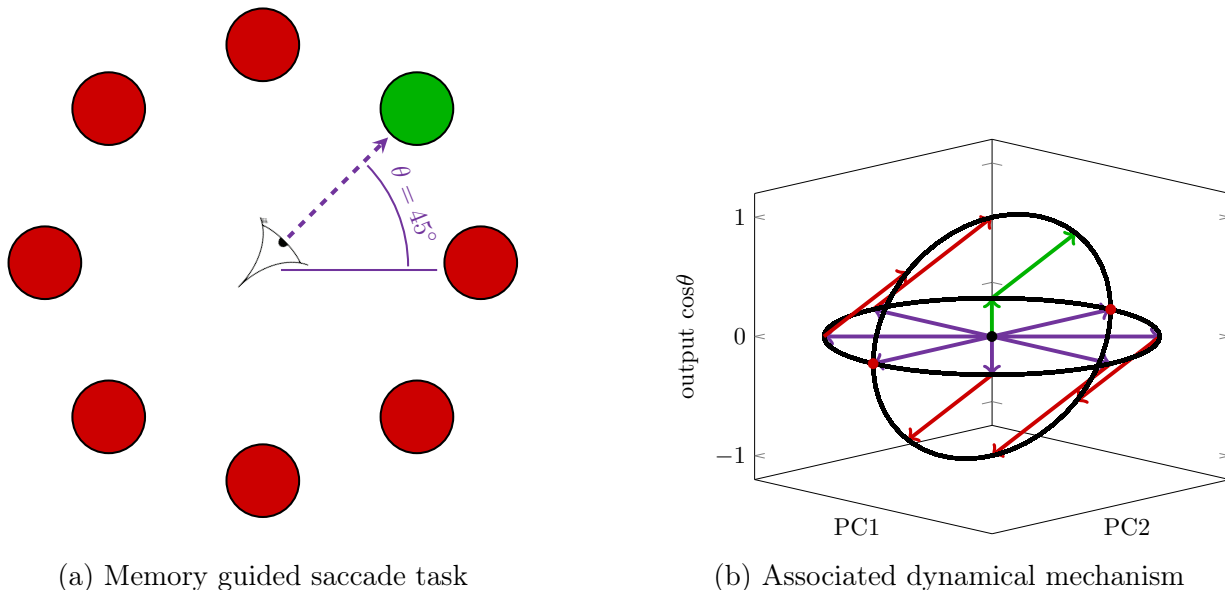 θ = 45°
1
0
−1
output cosθ
PC1
PC2
(a) Memory guided saccade task
(b) Associated dynamical mechanism